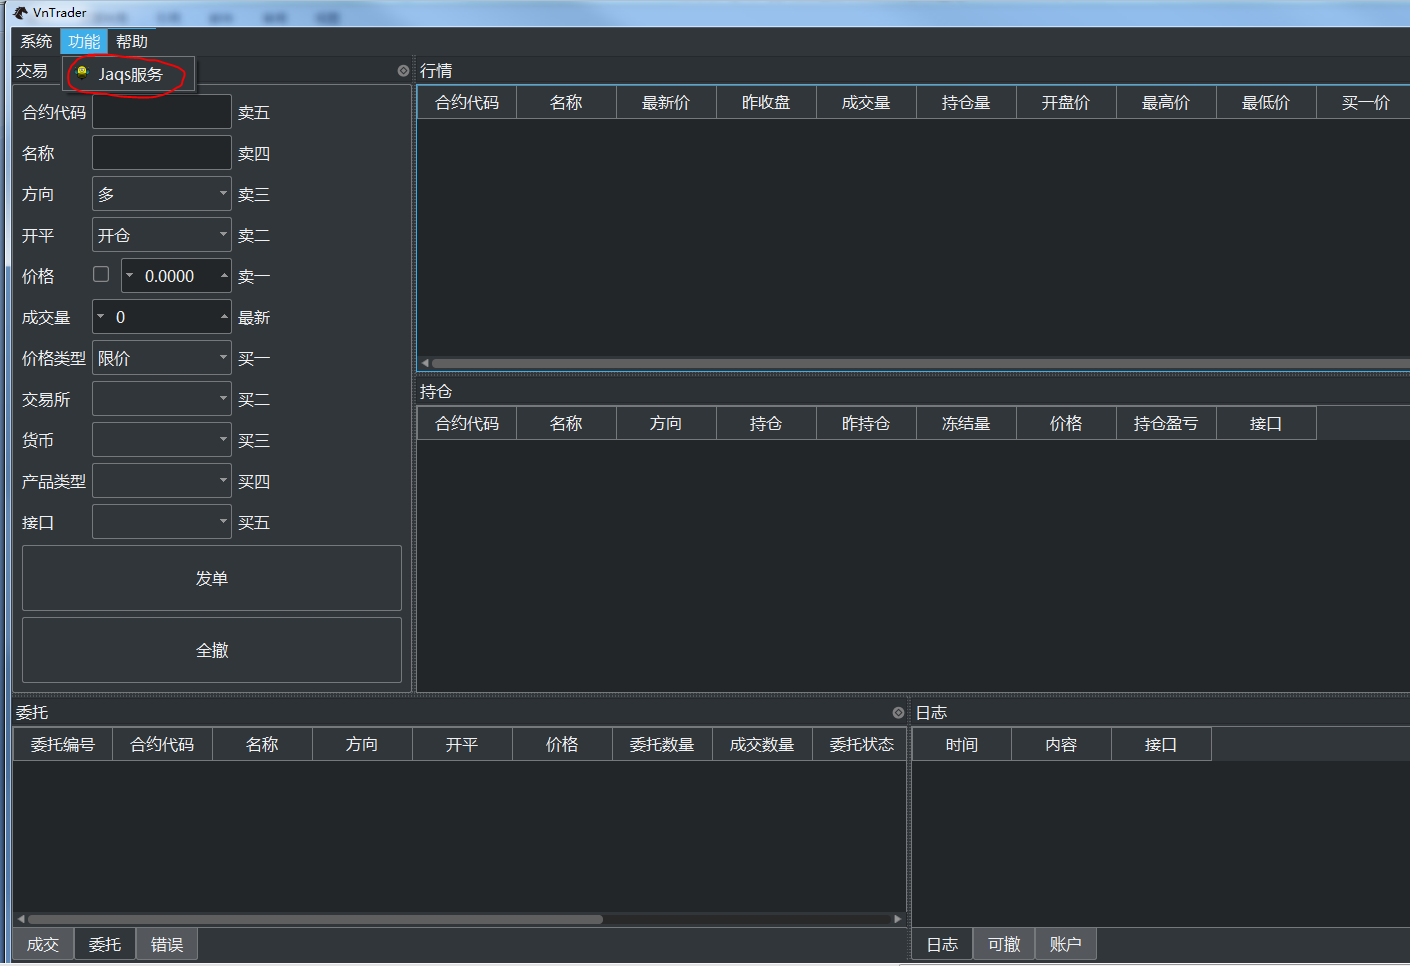 VnTrader
系统 功能 帮助
Jaqs服务
交易
合约代码 卖五
名称 卖四
方向 多 卖三
开平 开仓 卖二
价格 0.0000 卖一
成交量 0 最新
价格类型 限价 买一
交易所 买二
货币 买三
产品类型 买四
接口 买五
发单
全撤
行情
合约代码 名称 最新价 昨收盘 成交量 持仓量 开盘价 最高价 最低价 买一价
持仓
合约代码 名称 方向 持仓 昨持仓 冻结量 价格 持仓盈亏 接口
委托
委托编号 合约代码 名称 方向 开平 价格 委托数量 成交数量 委托状态
成交 委托 错误
日志
时间 内容 接口
日志 可撤 账户